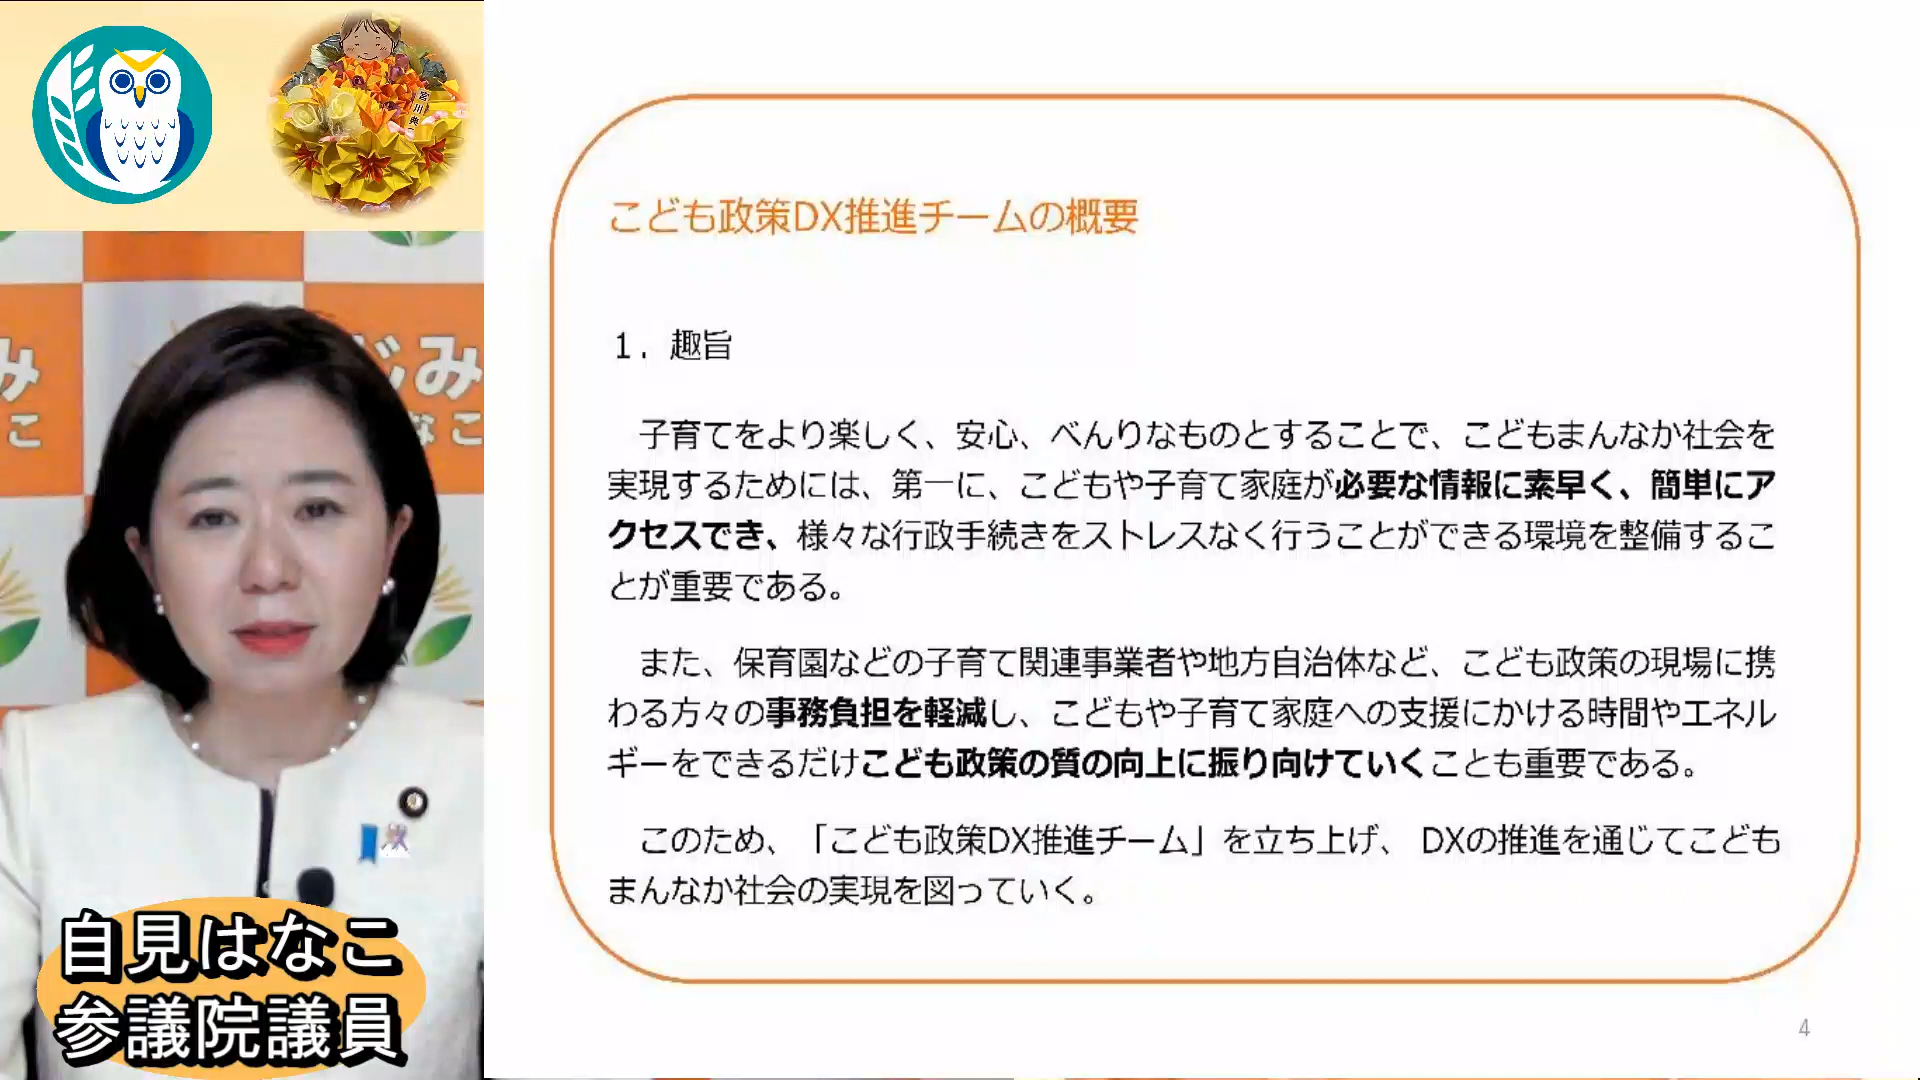 宮川典
じみ
なこ
み
こ
自見はなこ
参議院議員
こども政策DX推進チームの概要
１．趣旨
子育てをより楽しく、安心、べんりなものとすることで、こどもまんなか社会を
実現するためには、第一に、こどもや子育て家庭が必要な情報に素早く、簡単にア
クセスでき、様々な行政手続きをストレスなく行うことができる環境を整備するこ
とが重要である。
また、保育園などの子育て関連事業者や地方自治体など、こども政策の現場に携
わる方々の事務負担を軽減し、こどもや子育て家庭への支援にかける時間やエネル
ギーをできるだけこども政策の質の向上に振り向けていくことも重要である。
このため、「こども政策DX推進チーム」を立ち上げ、 DXの推進を通じてこども
まんなか社会の実現を図っていく。
4